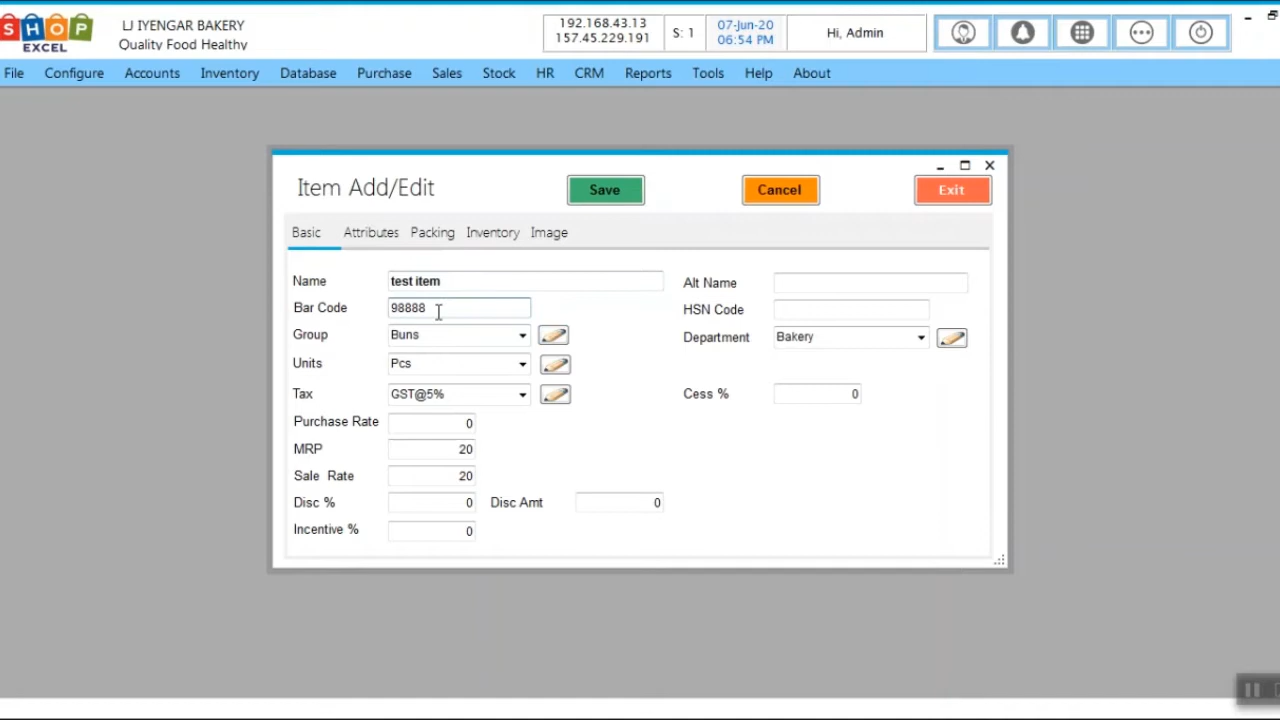 SHOP
EXCEL
LJ IYENGAR BAKERY
Quality Food Healthy
192.168.43.13
157.45.229.191
S: 1
07-Jun-20
06:54 PM
Hi, Admin
File Configure Accounts Inventory Database Purchase Sales Stock HR CRM Reports Tools Help About
Item Add/Edit
Save
Cancel
Exit
Basic Attributes Packing Inventory Image
Name test item Alt Name
Bar Code 98888 HSN Code
Group Buns Department Bakery
Units Pcs
Tax GST@5% Cess % 0
Purchase Rate 0
MRP 20
Sale Rate 20
Disc % 0 Disc Amt 0
Incentive % 0